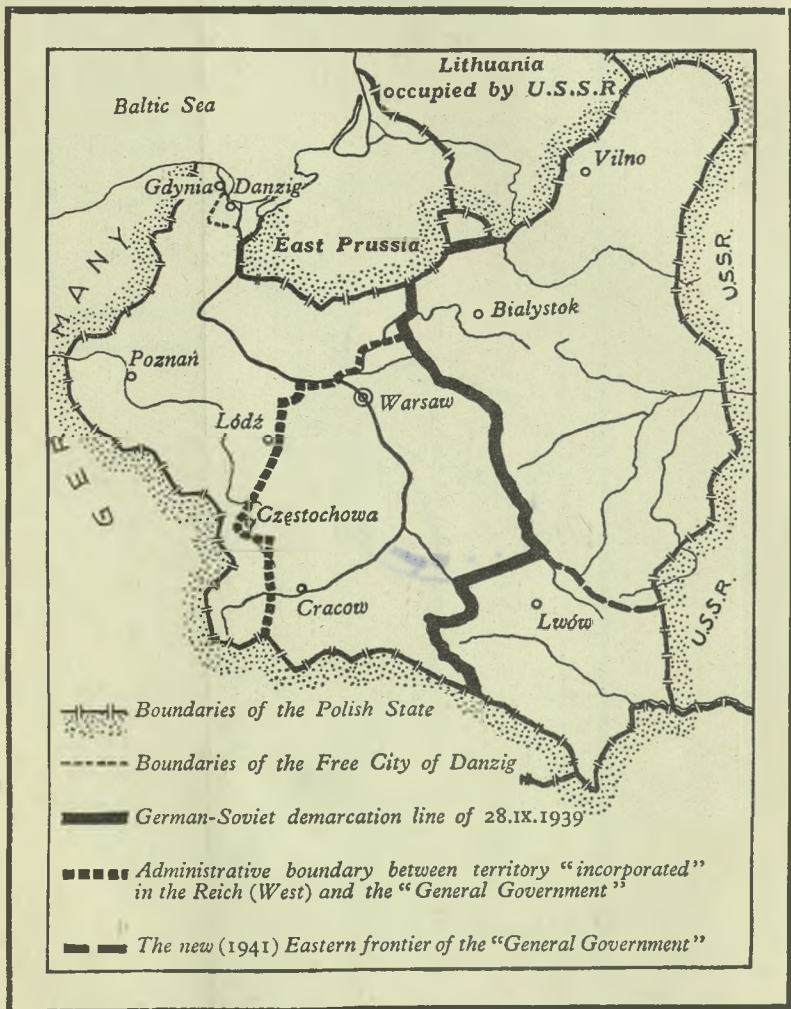 Lithuania
occupied by U.S.S.R.
Baltic Sea
Vilno
Gdynia
Danzig
East Prussia
U.S.S.R.
GERMANY
Bialystok
Poznań
Warsaw
Lódź
Częstochowa
Cracow
Lwów
U.S.S.R.
Boundaries of the Polish State
Boundaries of the Free City of Danzig
German-Soviet demarcation line of 28.IX.1939
Administrative boundary between territory "incorporated"
in the Reich (West) and the "General Government"
The new (1941) Eastern frontier of the "General Government"